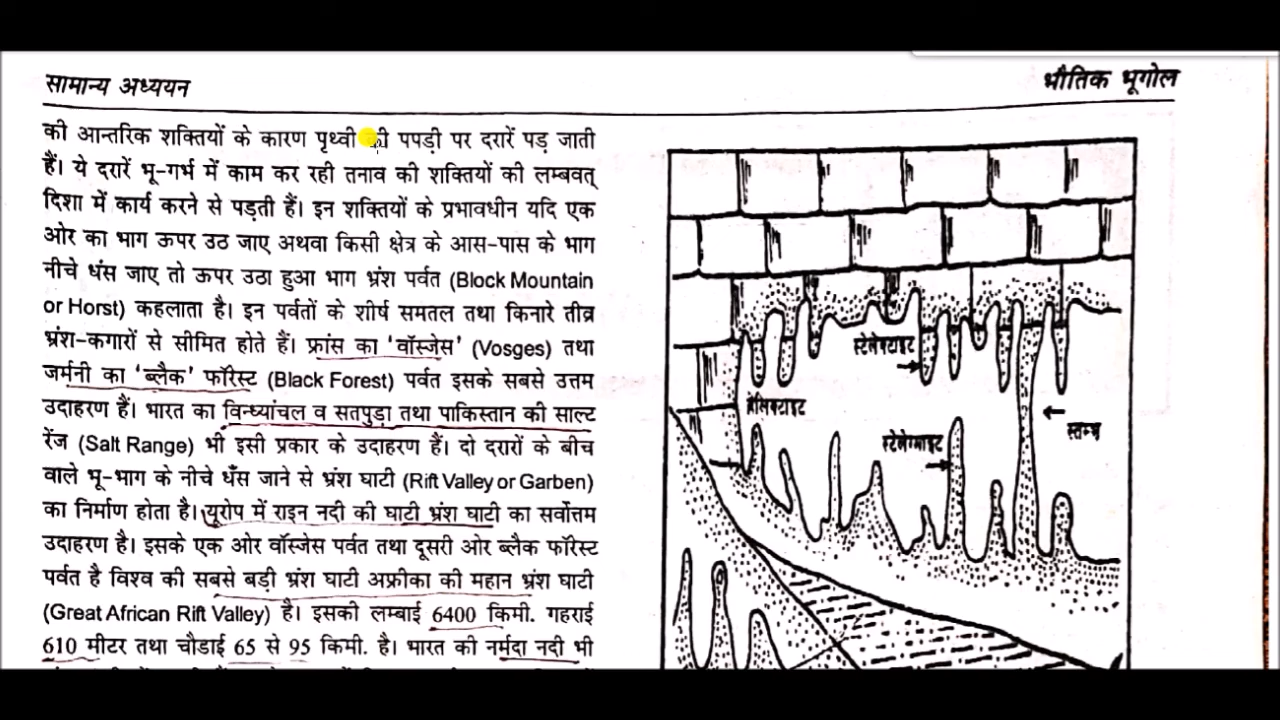 सामान्य अध्ययन
भौतिक भूगोल
की आन्तरिक शक्तियों के कारण पृथ्वी की पपड़ी पर दरारें पड़ जाती
हैं। ये दरारें भू-गर्भ में काम कर रही तनाव की शक्तियों की लम्बवत्
दिशा में कार्य करने से पड़ती हैं। इन शक्तियों के प्रभावधीन यदि एक
ओर का भाग ऊपर उठ जाए अथवा किसी क्षेत्र के आस-पास के भाग
नीचे धंस जाए तो ऊपर उठा हुआ भाग भ्रंश पर्वत (Block Mountain
or Horst) कहलाता है। इन पर्वतों के शीर्ष समतल तथा किनारे तीव्र
भ्रंश-कगारों से सीमित होते हैं। फ्रांस का 'वॉस्जेस' (Vosges) तथा
जर्मनी का 'ब्लैक' फॉरेस्ट (Black Forest) पर्वत इसके सबसे उत्तम
उदाहरण हैं। भारत का विन्ध्यांचल व सतपुड़ा तथा पाकिस्तान की साल्ट
रेंज (Salt Range) भी इसी प्रकार के उदाहरण हैं। दो दरारों के बीच
वाले भू-भाग के नीचे धँस जाने से भ्रंश घाटी (Rift Valley or Garben)
का निर्माण होता है। यूरोप में राइन नदी की घाटी भ्रंश घाटी का सर्वोत्तम
उदाहरण है। इसके एक ओर वॉस्जेस पर्वत तथा दूसरी ओर ब्लैक फॉरेस्ट
पर्वत है विश्व की सबसे बड़ी भ्रंश घाटी अफ्रीका की महान भ्रंश घाटी
(Great African Rift Valley) है। इसकी लम्बाई 6400 किमी. गहराई
610 मीटर तथा चौडाई 65 से 95 किमी. है। भारत की नर्मदा नदी भी
स्टेलेक्टाइट
हेलिक्टाइट
स्टेलेग्माइट
स्तम्भ